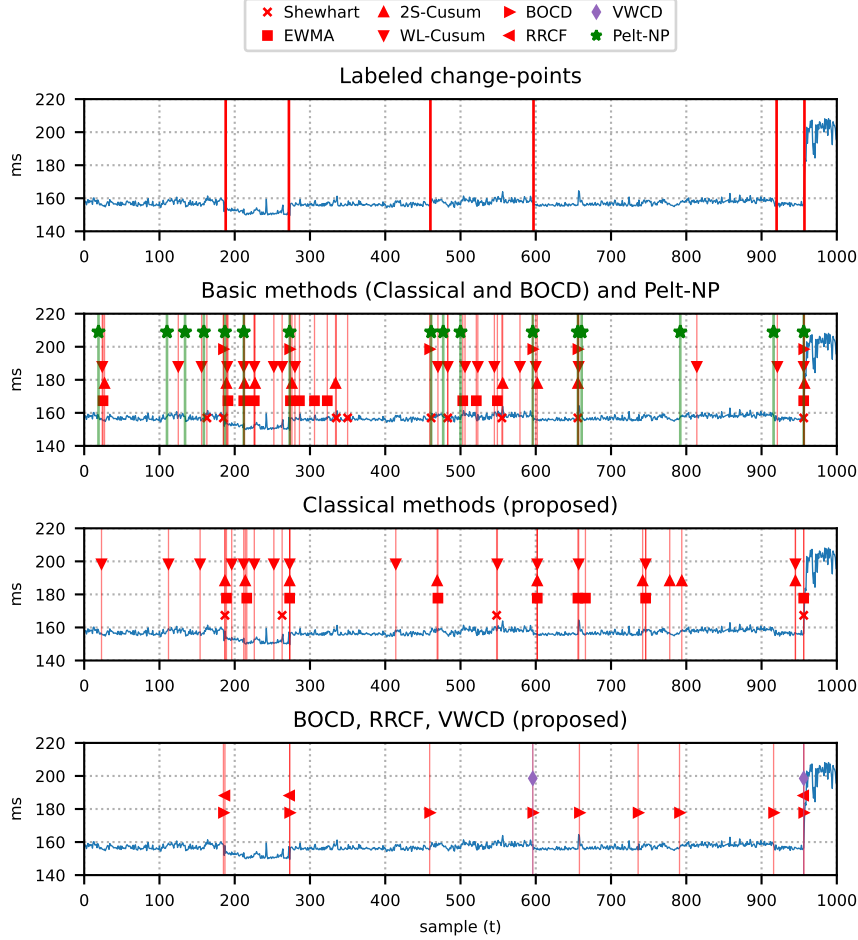 Shewhart 2S-Cusum BOCD VWCD
EWMA WL-Cusum RRCF Pelt-NP
Labeled change-points
220
200
180
160
140
ms
0 100 200 300 400 500 600 700 800 900 1000
Basic methods (Classical and BOCD) and Pelt-NP
220
200
180
160
140
ms
0 100 200 300 400 500 600 700 800 900 1000
Classical methods (proposed)
220
200
180
160
140
ms
0 100 200 300 400 500 600 700 800 900 1000
BOCD, RRCF, VWCD (proposed)
220
200
180
160
140
ms
0 100 200 300 400 500 600 700 800 900 1000
sample (t)